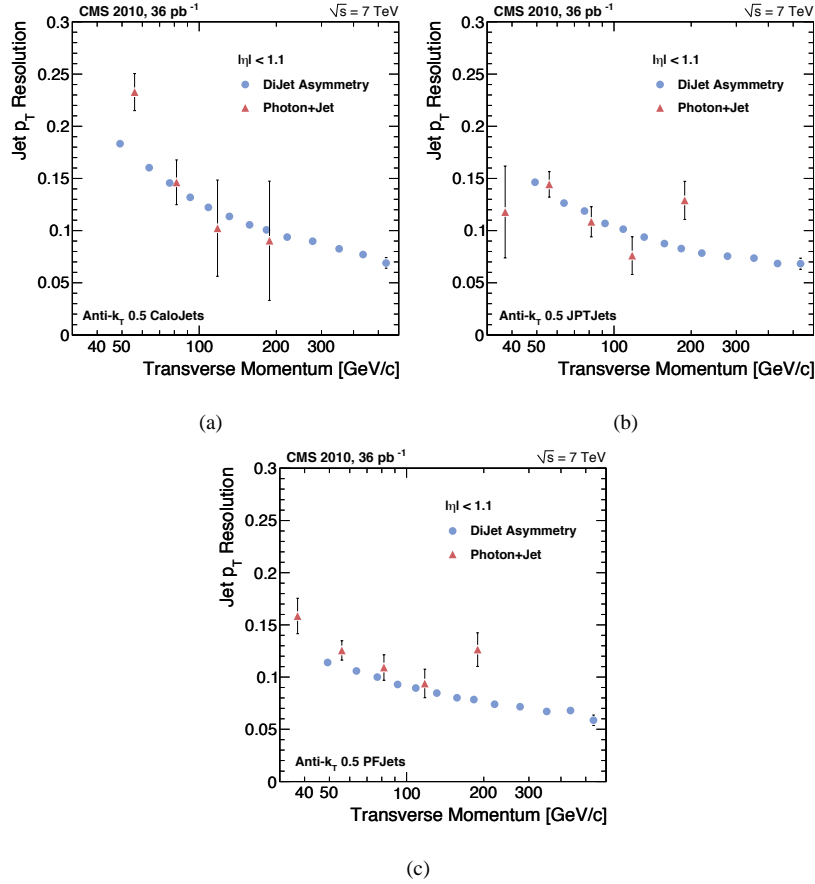 CMS 2010, 36 pb⁻¹ √s = 7 TeV
Jet p_T Resolution
0.3
0.25
0.2
0.15
0.1
0.05
0
|η| < 1.1
DiJet Asymmetry
Photon+Jet
Anti-k_T 0.5 CaloJets
40 50 100 200 300
Transverse Momentum [GeV/c]
(a)
CMS 2010, 36 pb⁻¹ √s = 7 TeV
Jet p_T Resolution
0.3
0.25
0.2
0.15
0.1
0.05
0
|η| < 1.1
DiJet Asymmetry
Photon+Jet
Anti-k_T 0.5 JPTJets
40 50 100 200 300
Transverse Momentum [GeV/c]
(b)
CMS 2010, 36 pb⁻¹ √s = 7 TeV
Jet p_T Resolution
0.3
0.25
0.2
0.15
0.1
0.05
0
|η| < 1.1
DiJet Asymmetry
Photon+Jet
Anti-k_T 0.5 PFJets
40 50 100 200 300
Transverse Momentum [GeV/c]
(c)